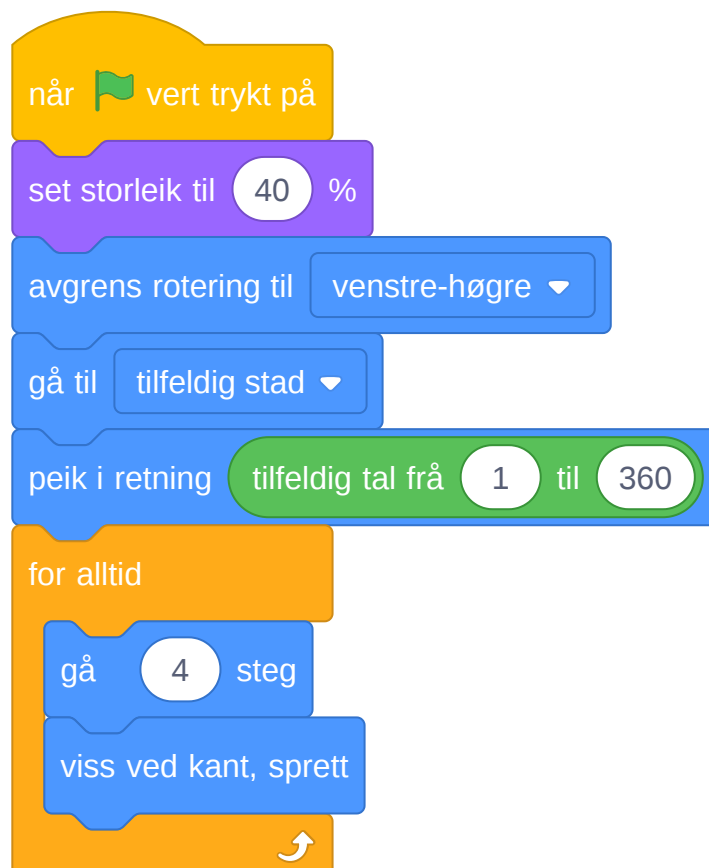 når vert trykt på
set storleik til 40 %
avgrens rotering til venstre-høgre
gå til tilfeldig stad
peik i retning tilfeldig tal frå 1 til 360
for alltid
gå 4 steg
viss ved kant, sprett